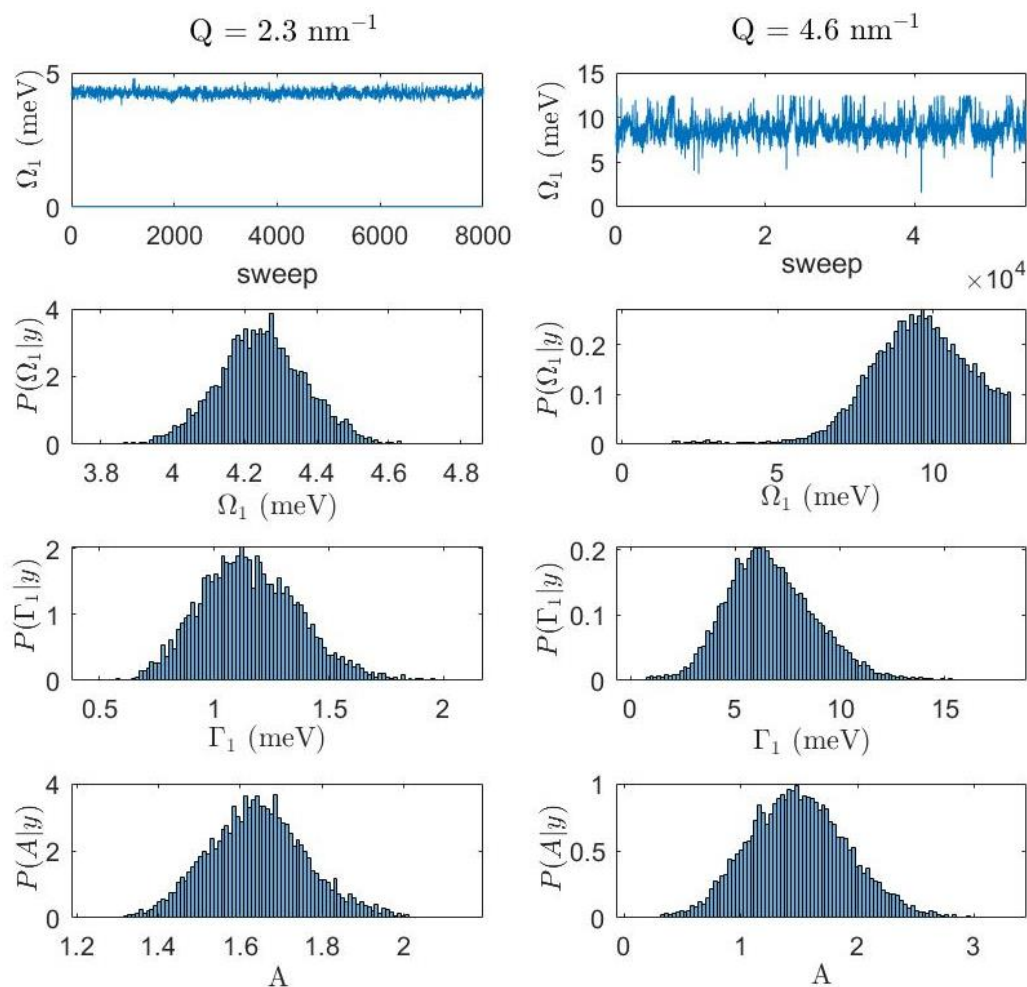 Q = 2.3 nm⁻¹
Q = 4.6 nm⁻¹
Ω₁ (meV)
5
0
0 2000 4000 6000 8000
sweep
Ω₁ (meV)
15
10
5
0
0 2 4
sweep
×10⁴
P(Ω₁|y)
4
2
0
3.8 4 4.2 4.4 4.6 4.8
Ω₁ (meV)
P(Ω₁|y)
0.2
0.1
0
0 5 10
Ω₁ (meV)
P(Γ₁|y)
2
1
0
0.5 1 1.5 2
Γ₁ (meV)
P(Γ₁|y)
0.2
0.1
0
0 5 10 15
Γ₁ (meV)
P(A|y)
4
2
0
1.2 1.4 1.6 1.8 2
A
P(A|y)
1
0.5
0
0 1 2 3
A